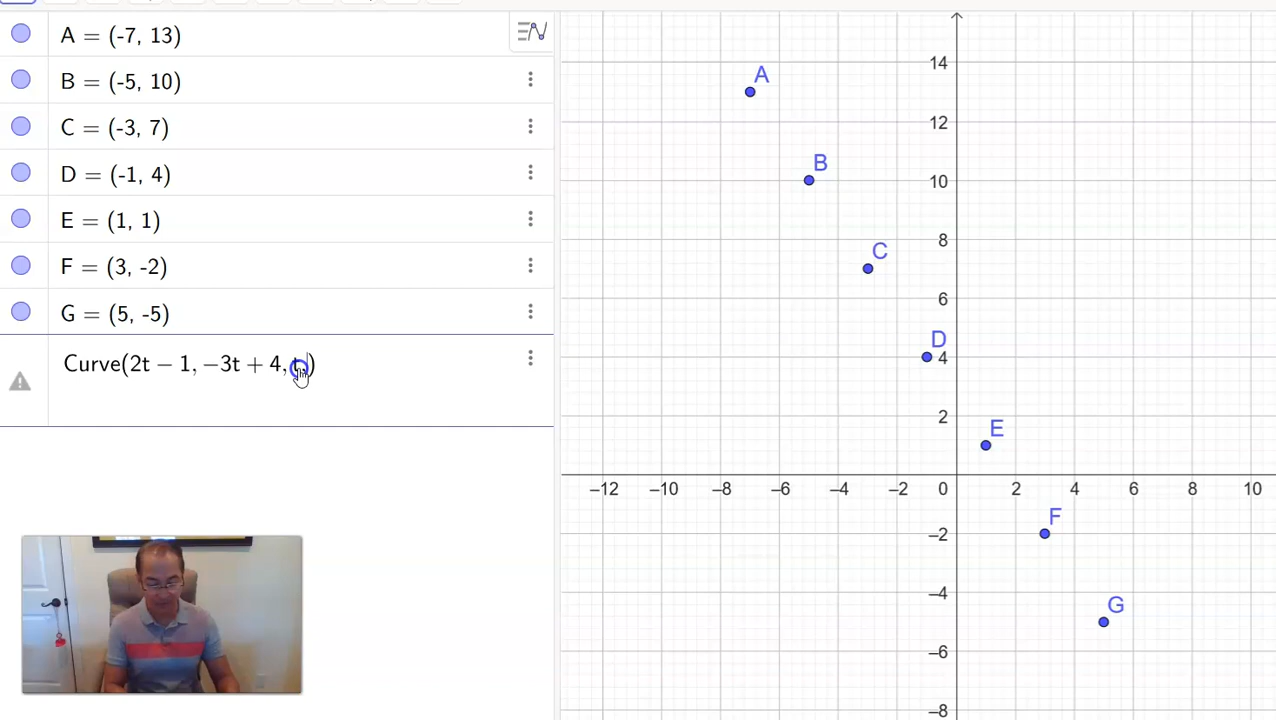 A = (-7, 13)
B = (-5, 10)
C = (-3, 7)
D = (-1, 4)
E = (1, 1)
F = (3, -2)
G = (5, -5)
Curve(2t − 1, −3t + 4, t, )
14
12
10
8
6
4
2
−12 −10 −8 −6 −4 −2 0 2 4 6 8 10
−2
−4
−6
−8
A
B
C
D
E
F
G